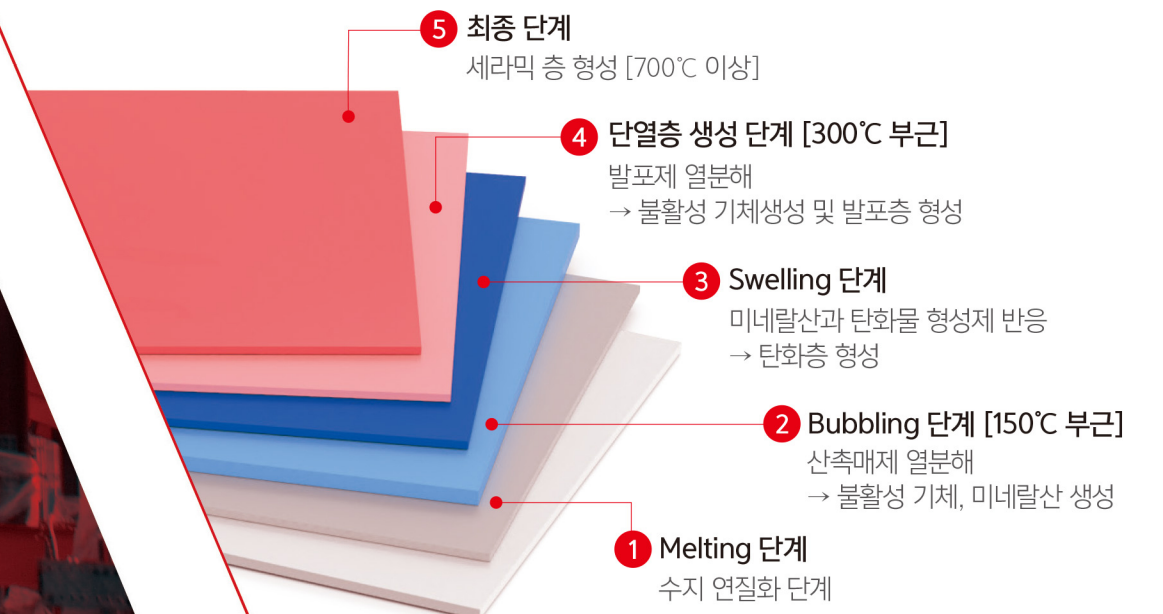 5 최종 단계
세라믹 층 형성 [700℃ 이상]
4 단열층 생성 단계 [300℃ 부근]
발포제 열분해
→ 불활성 기체생성 및 발포층 형성
3 Swelling 단계
미네랄산과 탄화물 형성제 반응
→ 탄화층 형성
2 Bubbling 단계 [150℃ 부근]
산촉매제 열분해
→ 불활성 기체, 미네랄산 생성
1 Melting 단계
수지 연질화 단계